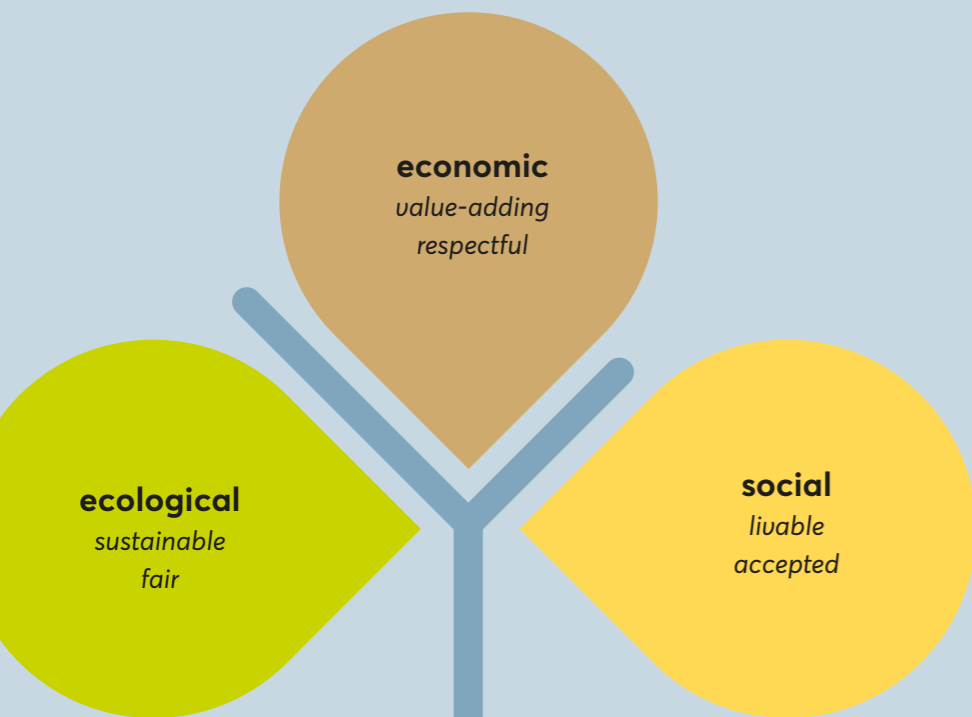 economic
value-adding
respectful
ecological
sustainable
fair
social
livable
accepted